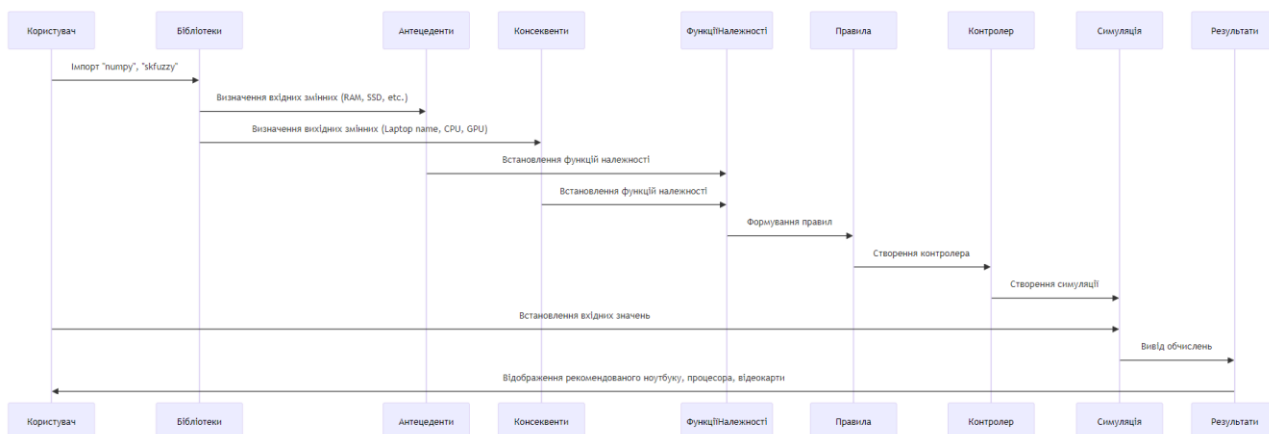 Користувач
Бібліотеки
Антецеденти
Консеквенти
ФункціїНалежності
Правила
Контролер
Симуляція
Результати
Імпорт "numpy", "skfuzzy"
Визначення вхідних змінних (RAM, SSD, etc.)
Визначення вихідних змінних (Laptop name, CPU, GPU)
Встановлення функцій належності
Встановлення функцій належності
Формування правил
Створення контролера
Створення симуляції
Встановлення вхідних значень
Вивід обчислень
Відображення рекомендованого ноутбуку, процесора, відеокарти
Користувач
Бібліотеки
Антецеденти
Консеквенти
ФункціїНалежності
Правила
Контролер
Симуляція
Результати